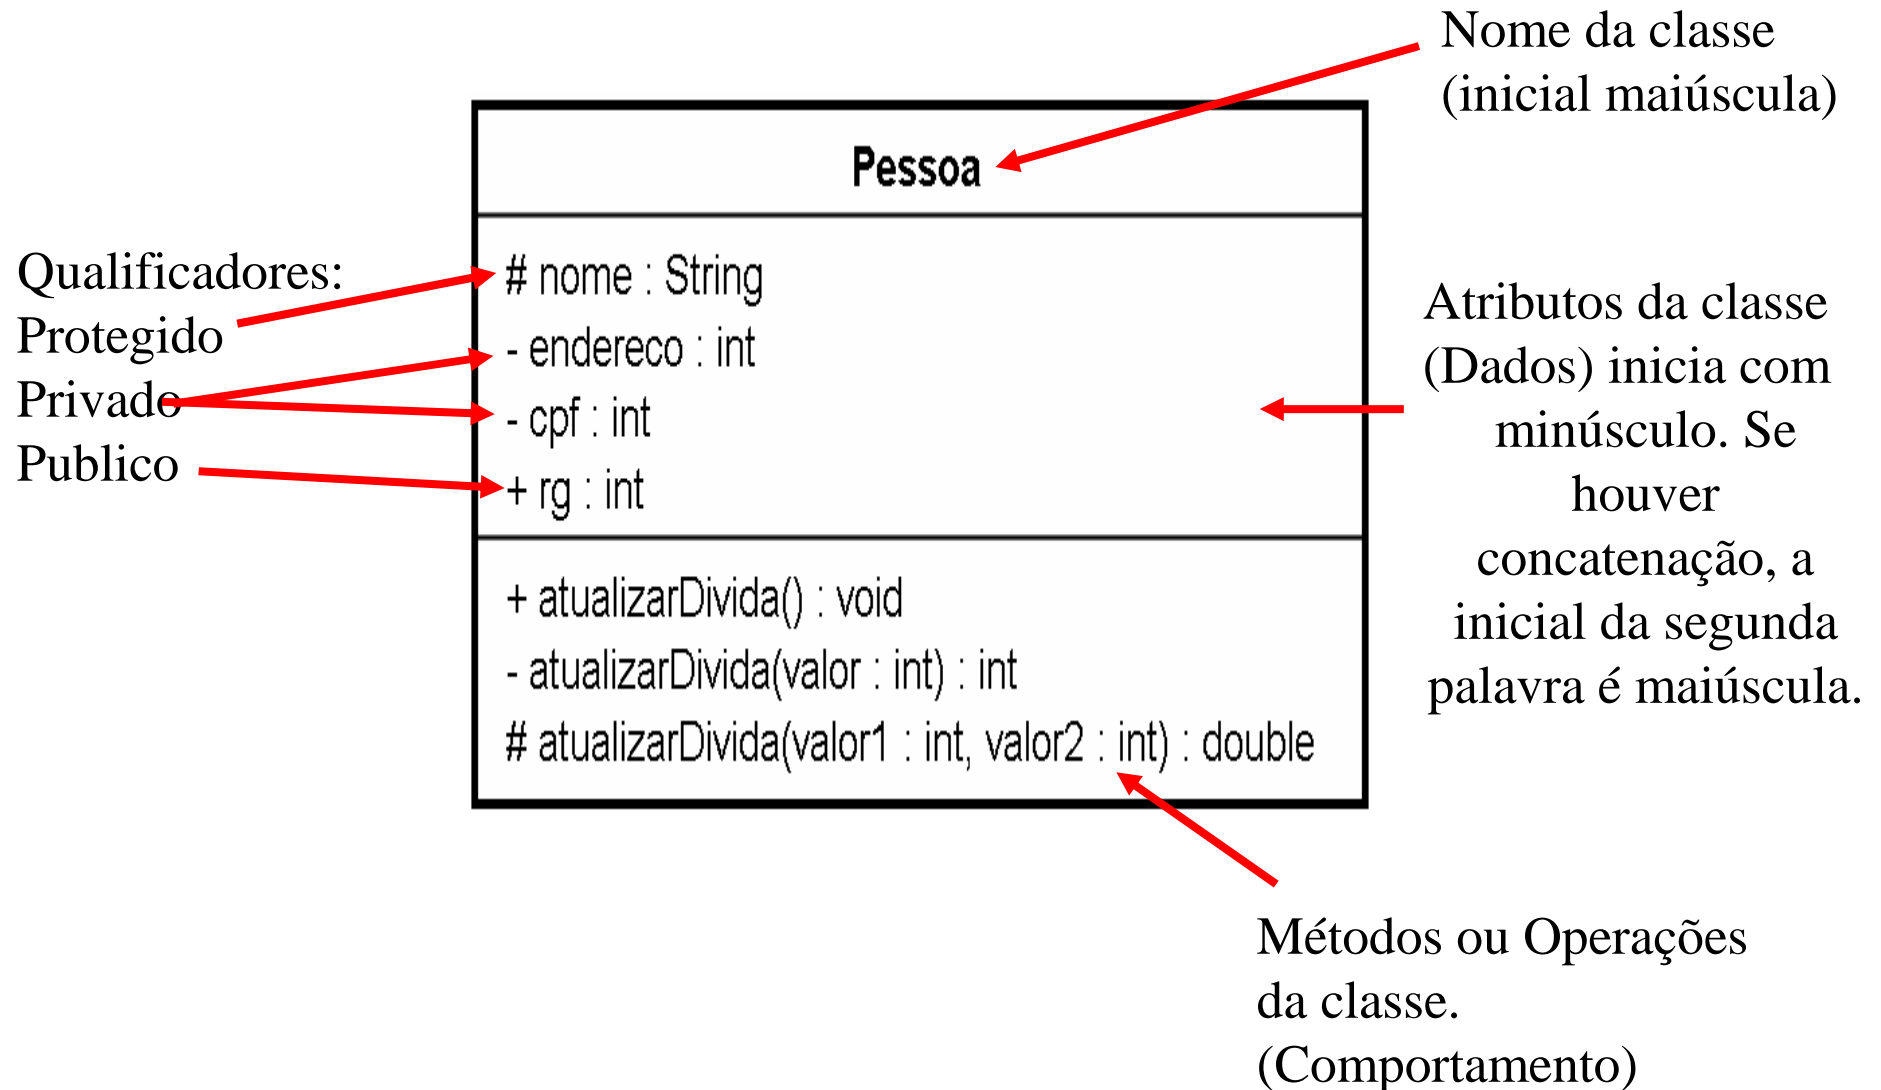 Nome da classe
(inicial maiúscula)
Pessoa
Qualificadores:
Protegido
Privado
Publico
# nome : String
- endereco : int
- cpf : int
+ rg : int
+ atualizarDivida() : void
- atualizarDivida(valor : int) : int
# atualizarDivida(valor1 : int, valor2 : int) : double
Atributos da classe
(Dados) inicia com
minúsculo. Se
houver
concatenação, a
inicial da segunda
palavra é maiúscula.
Métodos ou Operações
da classe.
(Comportamento)